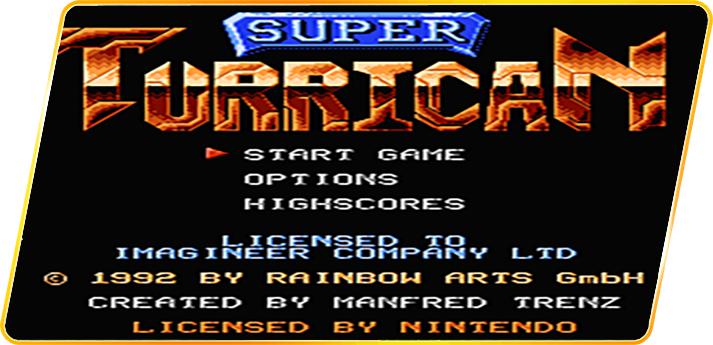 SUPER
TURRICAN
START GAME
OPTIONS
HIGHSCORES
LICENSED TO
IMAGINEER COMPANY LTD
© 1992 BY RAINBOW ARTS GmbH
CREATED BY MANFRED TRENZ
LICENSED BY NINTENDO